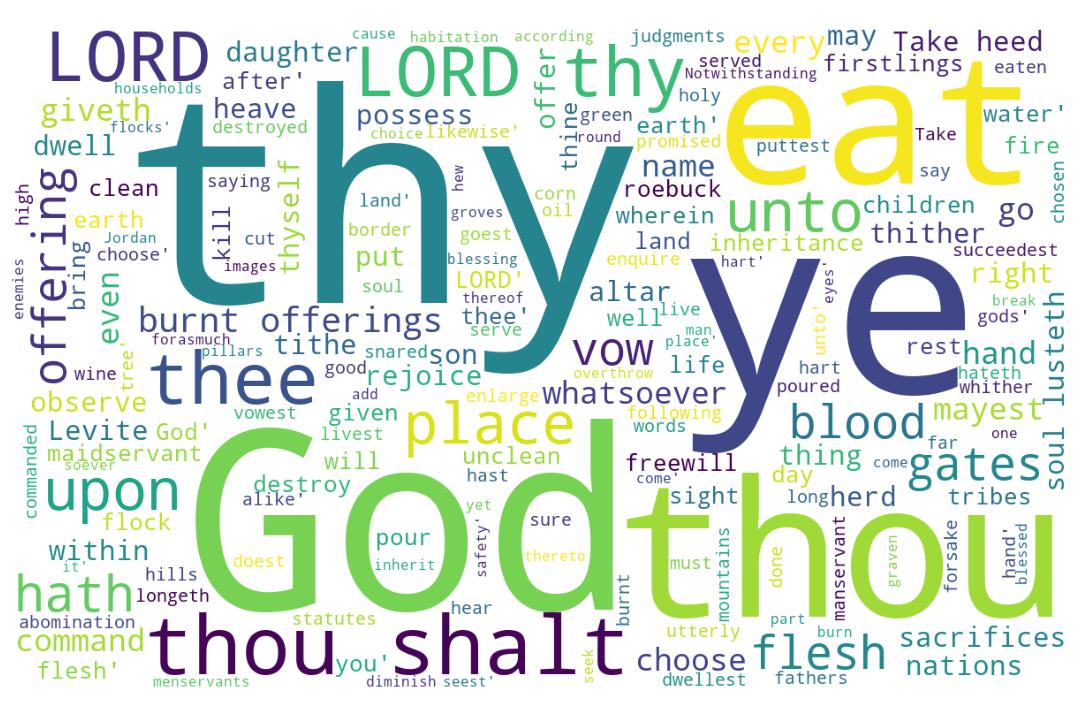 LORD
daughter
cause
habitation
according
judgments
every
may
Take heed
LORD thy
offer
served
Notwithstanding
firstlings
eaten
households
after'
giveth
heave
possess
thine
green
holy
eat
water'
flocks'
destroyed
choice
likewise'
round
earth'
promised
puttest
Take
fire
dwell
thy
hew
name
say
chosen
high
offering
clean
saying
thyself
land'
corn
oil
roebuck
children
go
earth
kill
border
groves
wherein
unto
thither
Jordan
choose'
cut
goest
land
inheritance
succeedest
enemies
bring
even
images
put
soul
blessing
LORD'
enquire
hart'
eyes'
right
thereof
altar
ye
break
burnt offerings
thee'
well
live
unto'
gods'
forasmuch
serve
man
place'
rest
hand
soul lusteth
tree'
pillars
tithe
snared
son
vow
life
hateth
wine
thee
good
rejoice
overthrow
hart
whither
add
enlarge
whatsoever
poured
observe
vowest
given
place
following
words
blood
mayest
Levite
God'
livest
far
one
commanded
maidservant
will
unclean
freewill
thing
come
soever
destroy
hast
come'
day
gates
upon
alike'
yet
sight
long
herd
tribes
flock
God
sure
thou
within
doest
pour
safety'
thereto
must
mountains
done
manservant
graven
forsake
hand'
blessed
it'
hills
inherit
burnt
hath
longeth
hear
part
abomination
statutes
utterly
burn
sacrifices
command
thou shalt
you'
seek
choose
flesh
nations
flesh'
menservants
diminish
seest'
dwellest
fathers